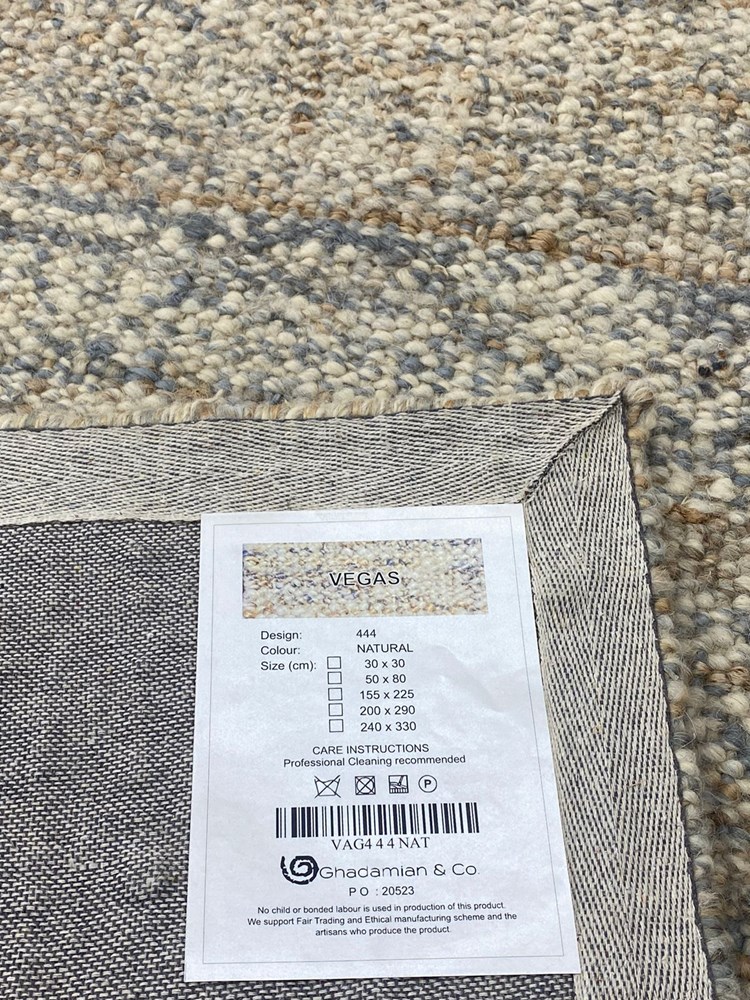 VEGAS
Design: 444
Colour: NATURAL
Size (cm): 30 x 30
50 x 80
155 x 225
200 x 290
240 x 330
CARE INSTRUCTIONS
Professional Cleaning recommended
P
VAG4 4 4 NAT
Ghadamian & Co.
P O : 20523
No child or bonded labour is used in production of this product.
We support Fair Trading and Ethical manufacturing scheme and the
artisans who produce the product.